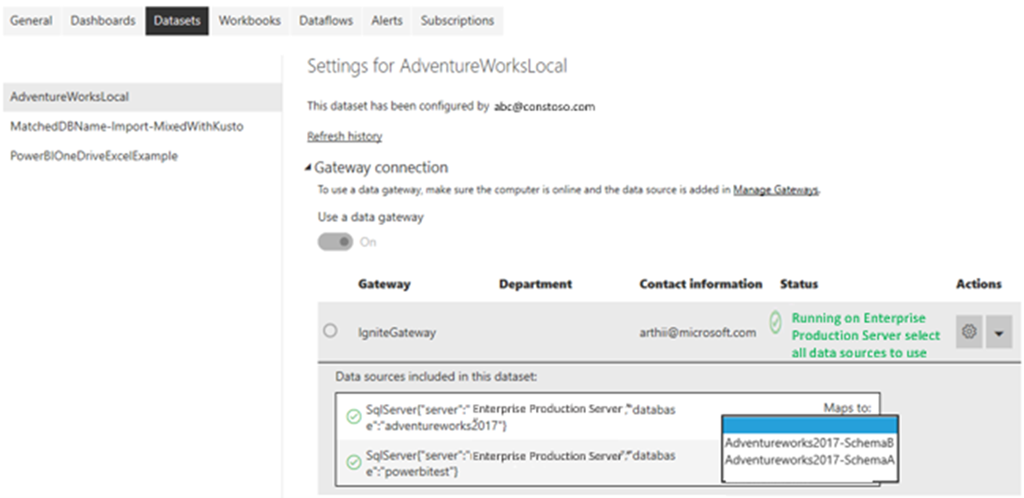 General Dashboards Datasets Workbooks Dataflows Alerts Subscriptions
AdventureWorksLocal
MatchedDBName-Import-MixedWithKusto
PowerBIOneDriveExcelExample
Settings for AdventureWorksLocal
This dataset has been configured by abc@constoso.com
Refresh history
Gateway connection
To use a data gateway, make sure the computer is online and the data source is added in Manage Gateways.
Use a data gateway
On
Gateway Department Contact information Status Actions
IgniteGateway arthii@microsoft.com
Running on Enterprise
Production Server select
all data sources to use
Data sources included in this dataset:
SqlServer{"server":" Enterprise Production Server","databas
e":"adventureworks2017"}
Maps to:
Adventureworks2017-SchemaB
Adventureworks2017-SchemaA
SqlServer{"server":"Enterprise Production Server","databas
e":"powerbitest"}